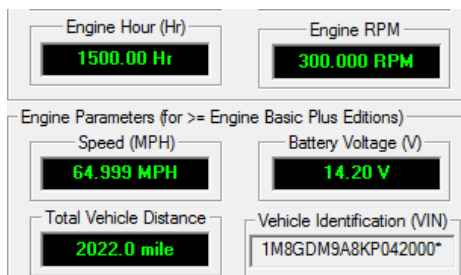 Engine Hour (Hr)
Engine RPM
1500.00 Hr
300.000 RPM
Engine Parameters (for >= Engine Basic Plus Editions)
Speed (MPH)
Battery Voltage (V)
64.999 MPH
14.20 V
Total Vehicle Distance
Vehicle Identification (VIN)
2022.0 mile
1M8GDM9A8KP042000*